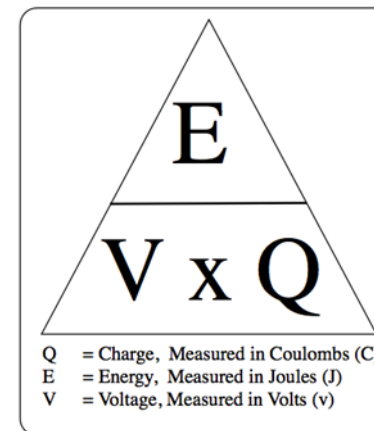 E
V x Q
Q = Charge, Measured in Coulombs (C
E = Energy, Measured in Joules (J)
V = Voltage, Measured in Volts (v)